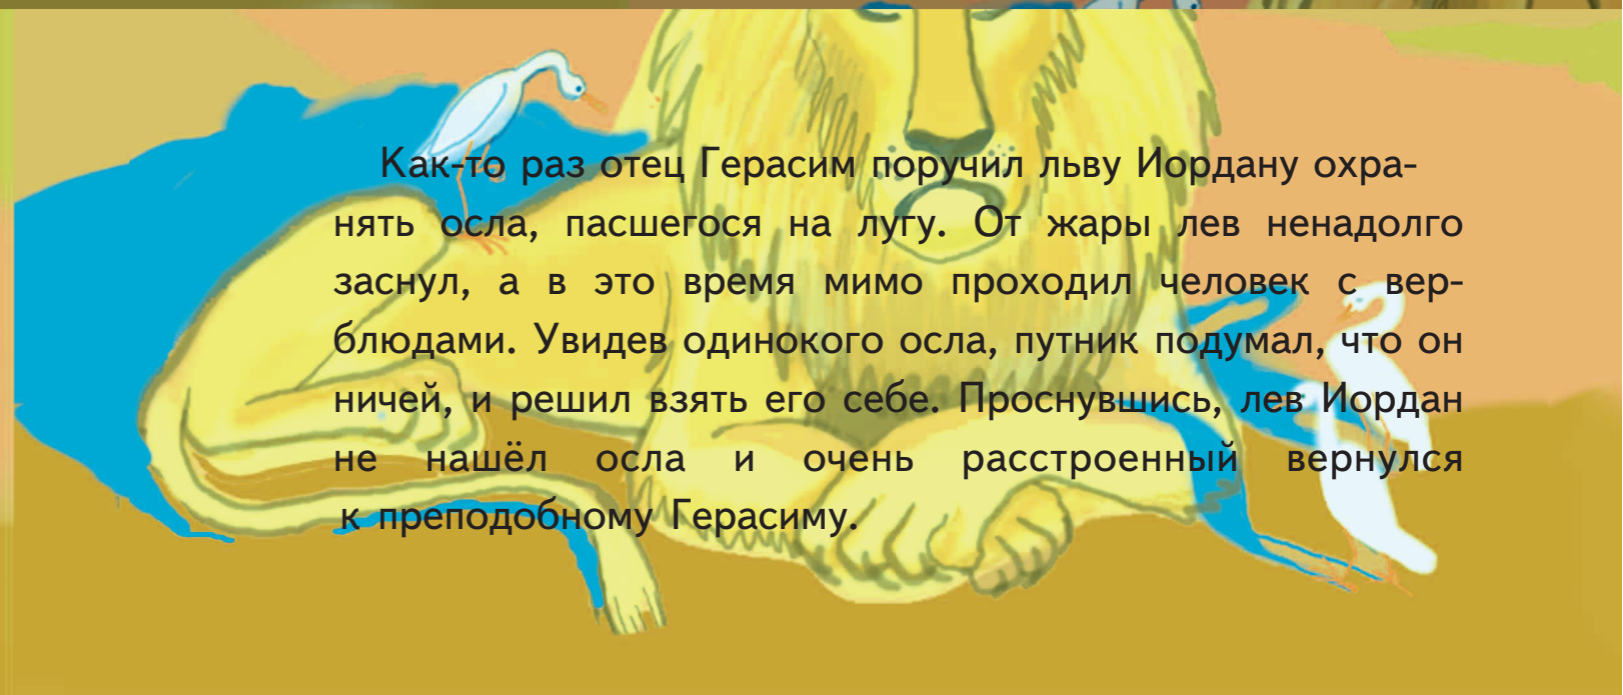 Как-то раз отец Герасим поручил льву Иордану охра-
нять осла, пасшегося на лугу. От жары лев ненадолго
заснул, а в это время мимо проходил человек с вер-
блюдами. Увидев одинокого осла, путник подумал, что он
ничей, и решил взять его себе. Проснувшись, лев Иордан
не нашёл осла и очень расстроенный вернулся
к преподобному Герасиму.